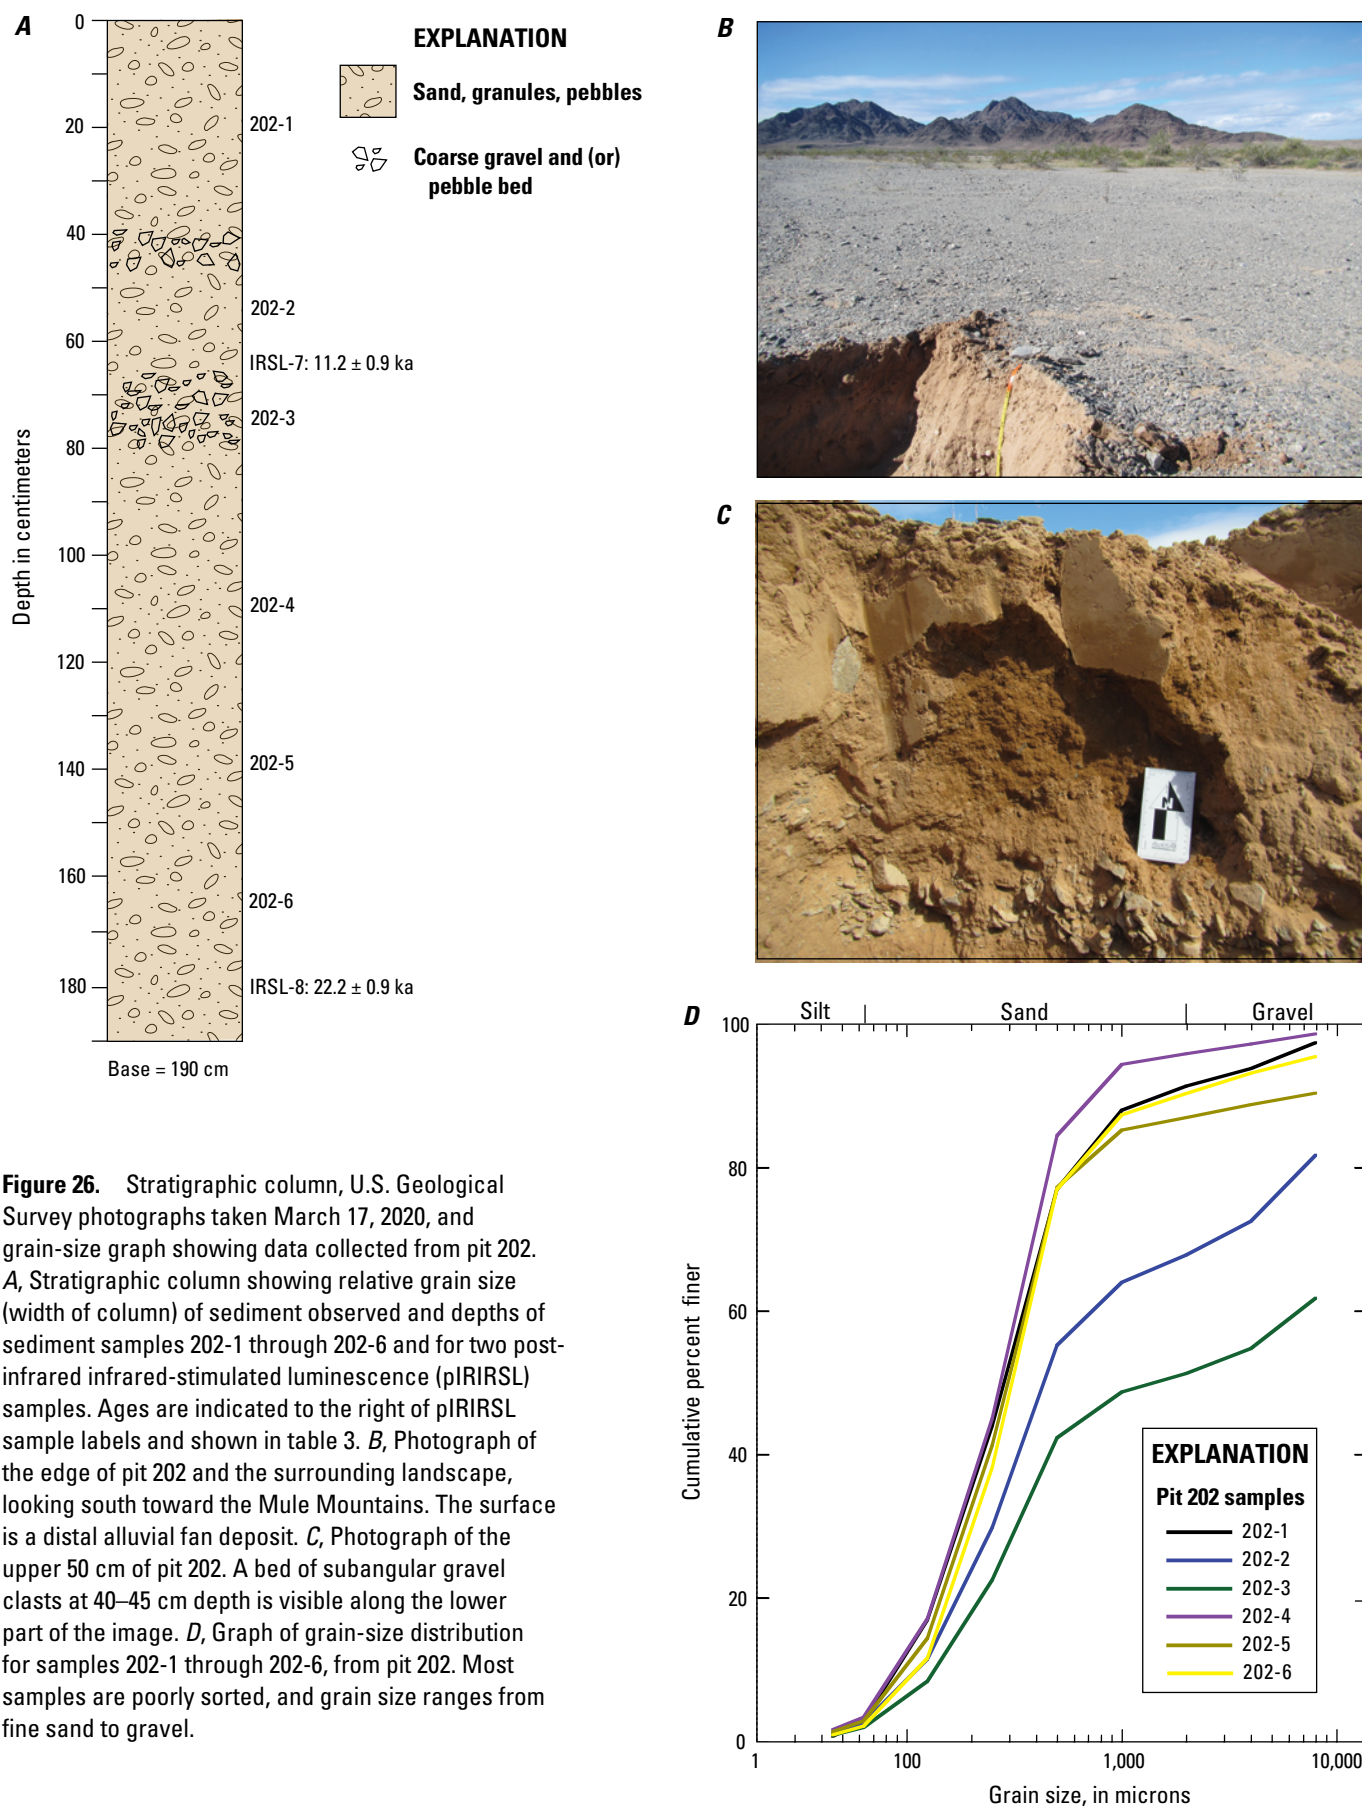 A
0
20
40
60
80
100
120
140
160
180
Depth in centimeters
202-1
202-2
IRSL-7: 11.2 ± 0.9 ka
202-3
202-4
202-5
202-6
IRSL-8: 22.2 ± 0.9 ka
Base = 190 cm
EXPLANATION
Sand, granules, pebbles
Coarse gravel and (or)
pebble bed
B
C
N
Figure 26. Stratigraphic column, U.S. Geological
Survey photographs taken March 17, 2020, and
grain-size graph showing data collected from pit 202.
A, Stratigraphic column showing relative grain size
(width of column) of sediment observed and depths of
sediment samples 202-1 through 202-6 and for two post-
infrared infrared-stimulated luminescence (pIRIRSL)
samples. Ages are indicated to the right of pIRIRSL
sample labels and shown in table 3. B, Photograph of
the edge of pit 202 and the surrounding landscape,
looking south toward the Mule Mountains. The surface
is a distal alluvial fan deposit. C, Photograph of the
upper 50 cm of pit 202. A bed of subangular gravel
clasts at 40–45 cm depth is visible along the lower
part of the image. D, Graph of grain-size distribution
for samples 202-1 through 202-6, from pit 202. Most
samples are poorly sorted, and grain size ranges from
fine sand to gravel.
D
Silt Sand Gravel
100
80
60
40
20
0
Cumulative percent finer
1 100 1,000 10,000
Grain size, in microns
EXPLANATION
Pit 202 samples
202-1
202-2
202-3
202-4
202-5
202-6